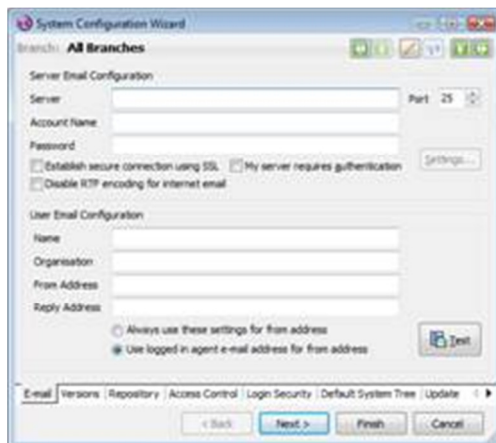 System Configuration Wizard
Branch: All Branches
Server Email Configuration
Server
Port 25
Account Name
Password
Establish secure connection using SSL
My server requires authentication
Settings...
Disable RTF encoding for internet email
User Email Configuration
Name
Organisation
From Address
Reply Address
Always use these settings for from address
Use logged in agent e-mail address for from address
Test
E-mail Versions Repository Access Control Login Security Default System Tree Update
< Back Next > Finish Cancel